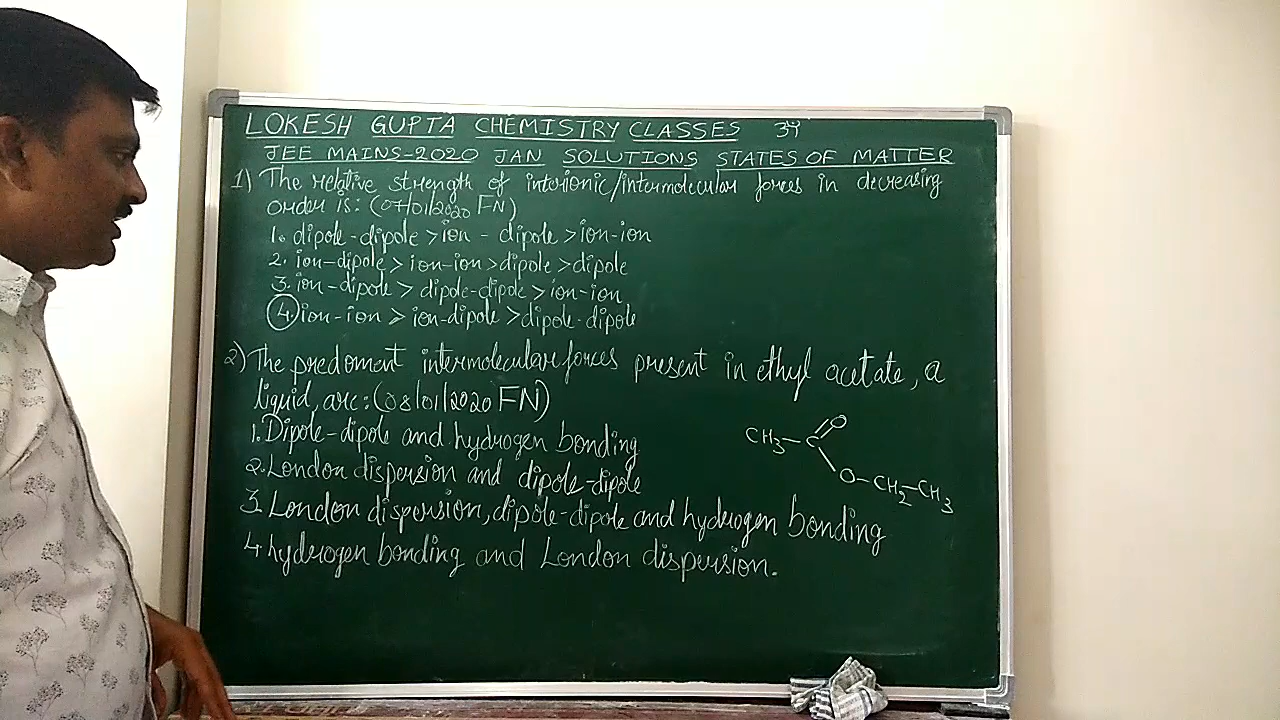 LOKESH GUPTA CHEMISTRY CLASSES 34
JEE MAINS-2020 JAN SOLUTIONS STATES OF MATTER
1) The relative strength of interionic/intermolecular forces in decreasing
order is: (07/01/2020 FN)
1. dipole-dipole > ion - dipole > ion-ion
2. ion-dipole > ion-ion > dipole > dipole
3. ion-dipole > dipole-dipole > ion-ion
4) ion-ion > ion-dipole > dipole-dipole
2) The predoment intermolecular forces present in ethyl acetate, a
liquid, are: (08/01/2020 FN)
1. Dipole-dipole and hydrogen bonding
2. London dispersion and dipole-dipole
3. London dispersion, dipole-dipole and hydrogen bonding
4. hydrogen bonding and London dispersion.
O
CH3-C
O-CH2-CH3